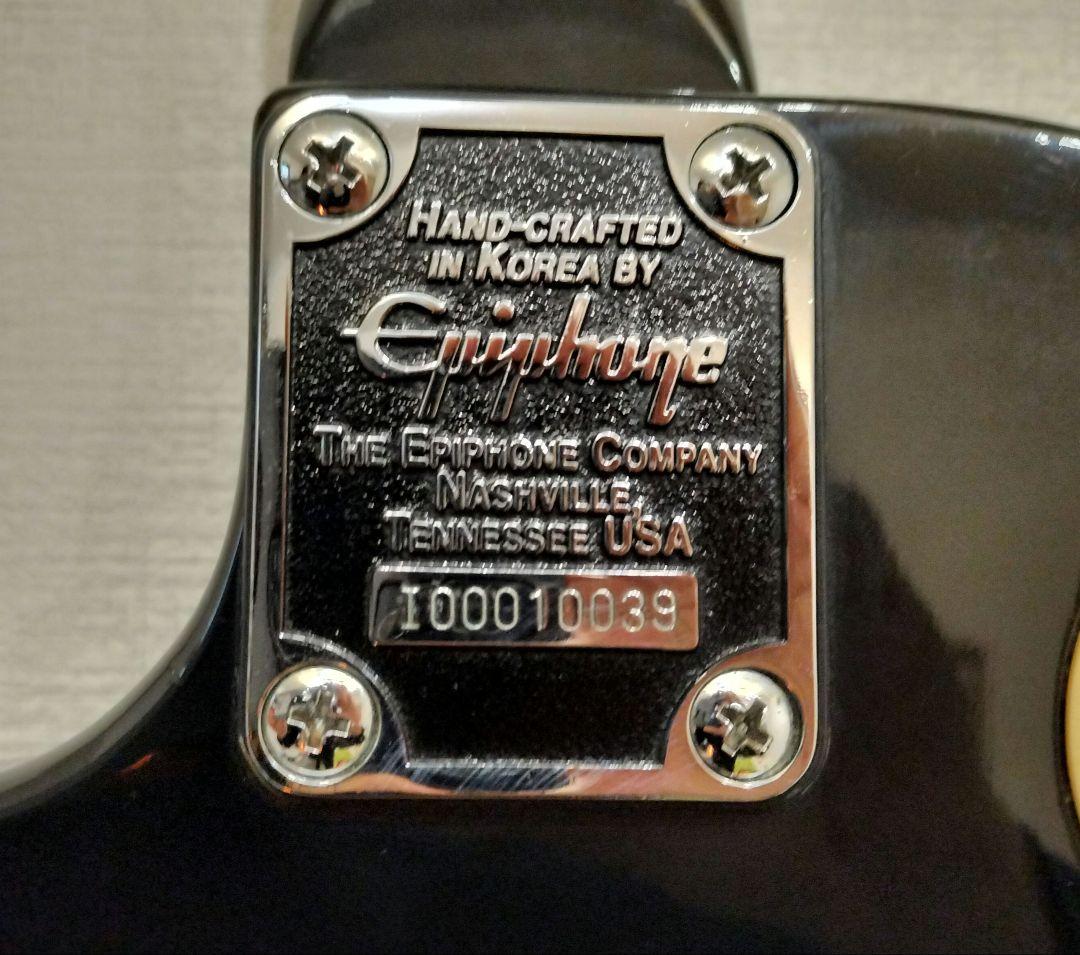 HAND-CRAFTED
IN KOREA BY
Epiphone
THE EPIPHONE COMPANY
NASHVILLE,
TENNESSEE USA
I00010039